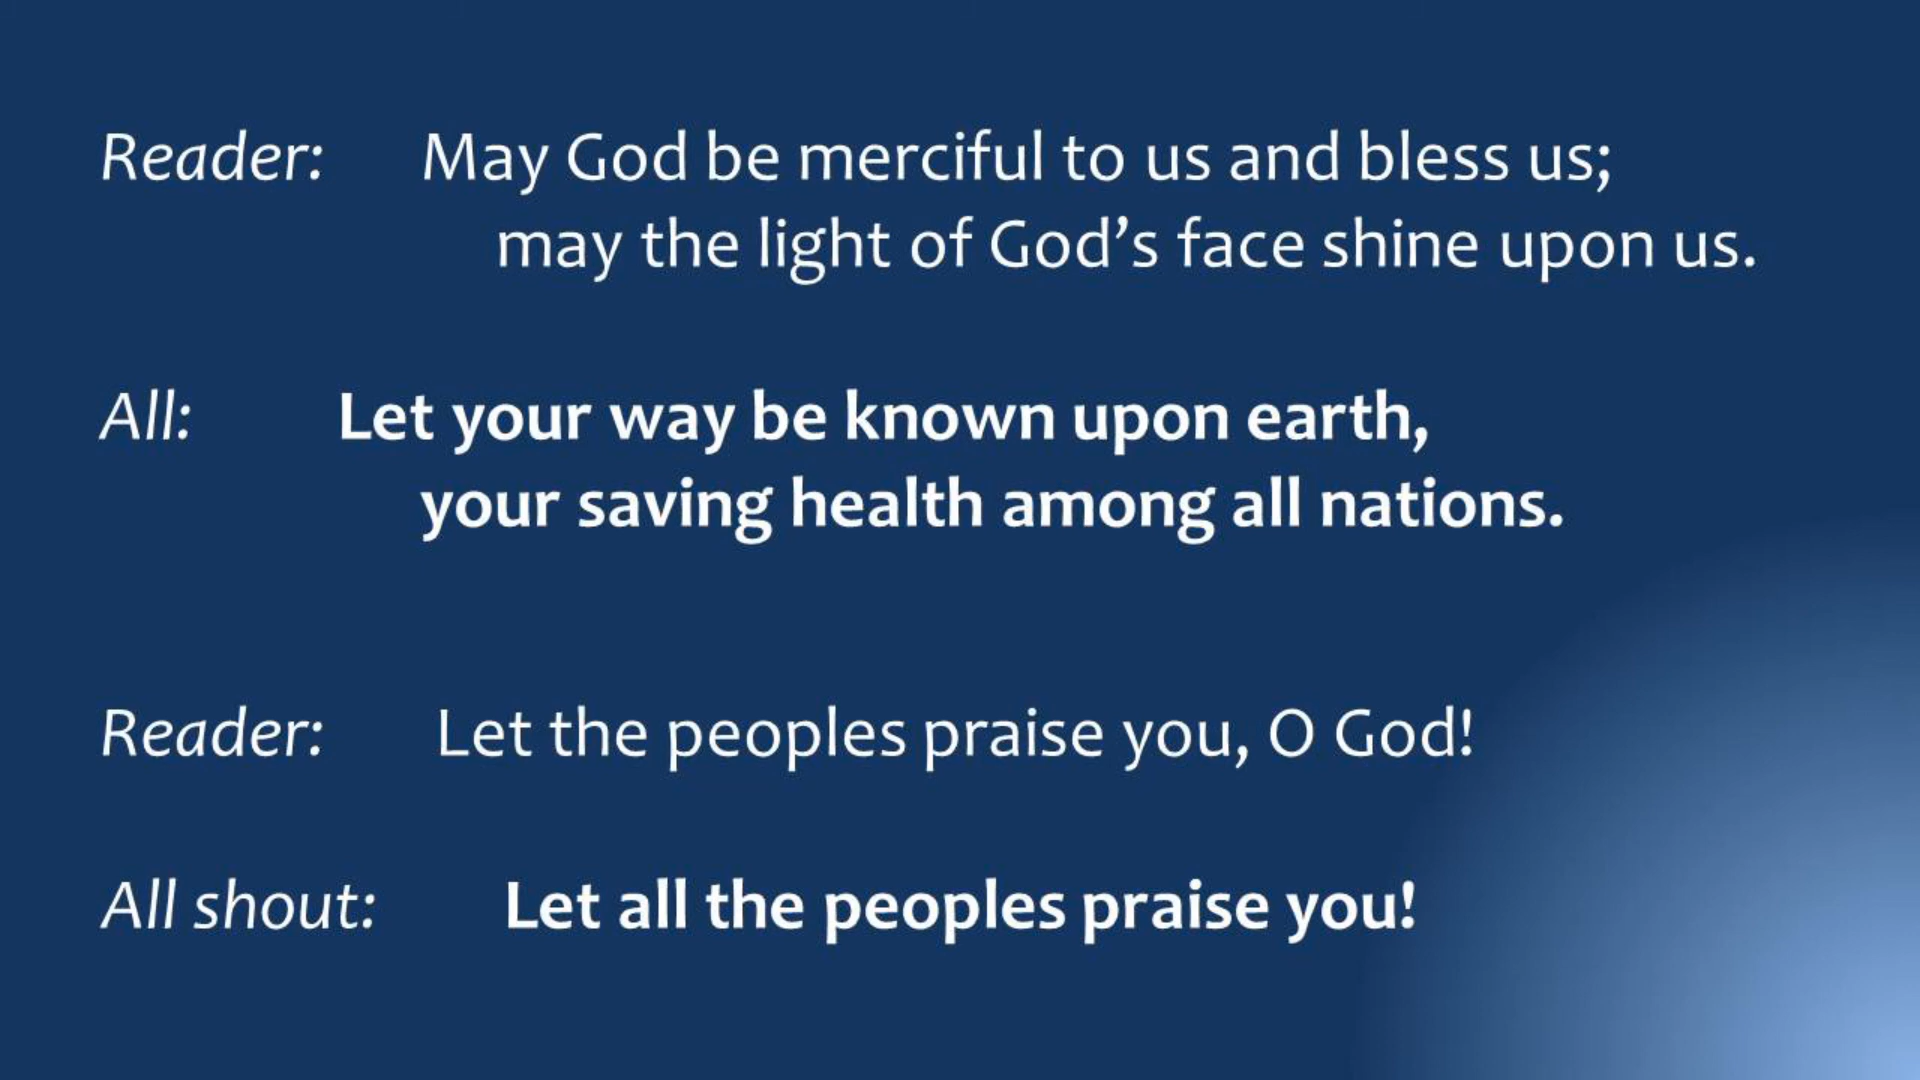 Reader: May God be merciful to us and bless us;
may the light of God’s face shine upon us.
All: Let your way be known upon earth,
your saving health among all nations.
Reader: Let the peoples praise you, O God!
All shout: Let all the peoples praise you!